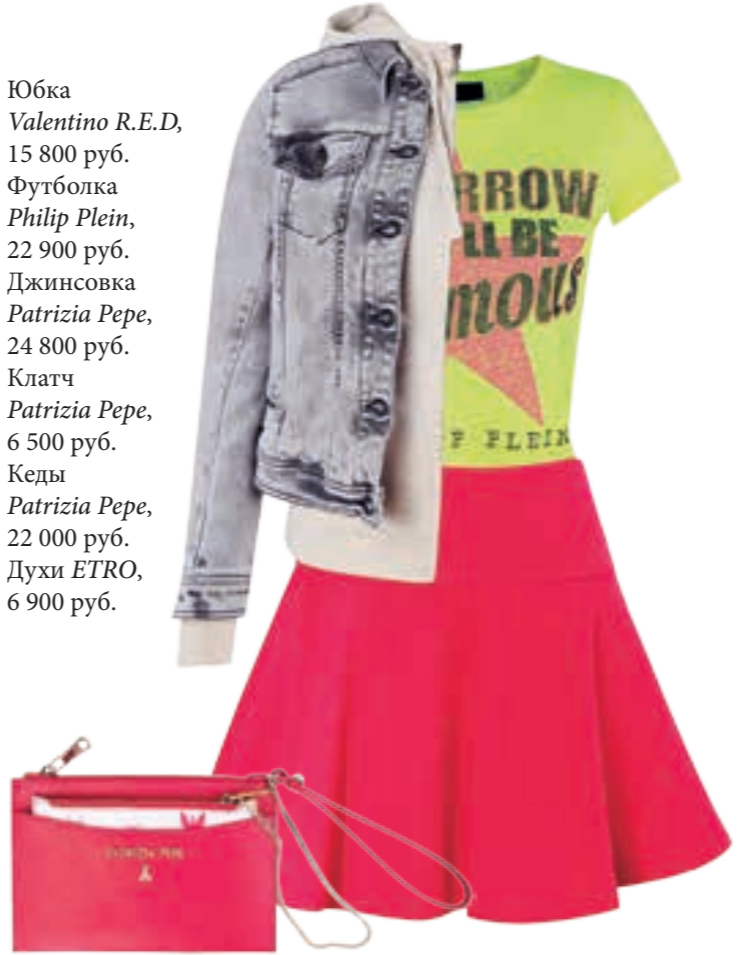 Юбка
Valentino R.E.D,
15 800 руб.
Футболка
Philip Plein,
22 900 руб.
Джинсовка
Patrizia Pepe,
24 800 руб.
Клатч
Patrizia Pepe,
6 500 руб.
Кеды
Patrizia Pepe,
22 000 руб.
Духи ETRO,
6 900 руб.
RROW
LL BE
MOUS
P PLEIN
PATRIZIA PEPE